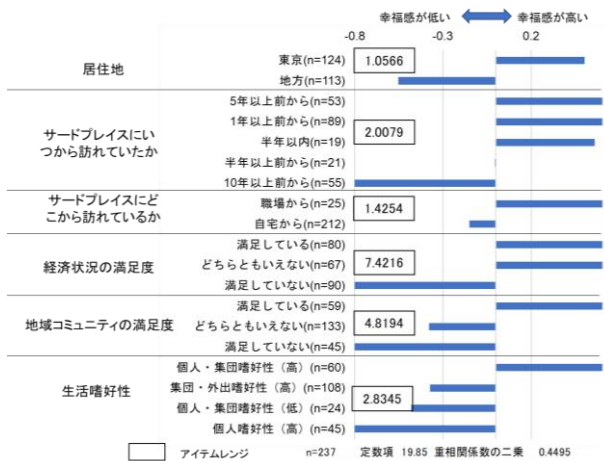 幸福感が低い 幸福感が高い
-0.8 -0.3 0.2
居住地
東京(n=124)
地方(n=113)
1.0566
サードプレイスにい
つから訪れていたか
5年以上前から(n=53)
1年以上前から(n=89)
半年以内(n=19)
半年以上前から(n=21)
10年以上前から(n=55)
2.0079
サードプレイスにど
こから訪れているか
職場から(n=25)
自宅から(n=212)
1.4254
経済状況の満足度
満足している(n=80)
どちらともいえない(n=67)
満足していない(n=90)
7.4216
地域コミュニティの満足度
満足している(n=59)
どちらともいえない(n=133)
満足していない(n=45)
4.8194
生活嗜好性
個人・集団嗜好性（高）(n=60)
集団・外出嗜好性（高）(n=108)
個人・集団嗜好性（低）(n=24)
個人嗜好性（高）(n=45)
2.8345
アイテムレンジ n=237 定数項 19.85 重相関係数の二乗 0.4495